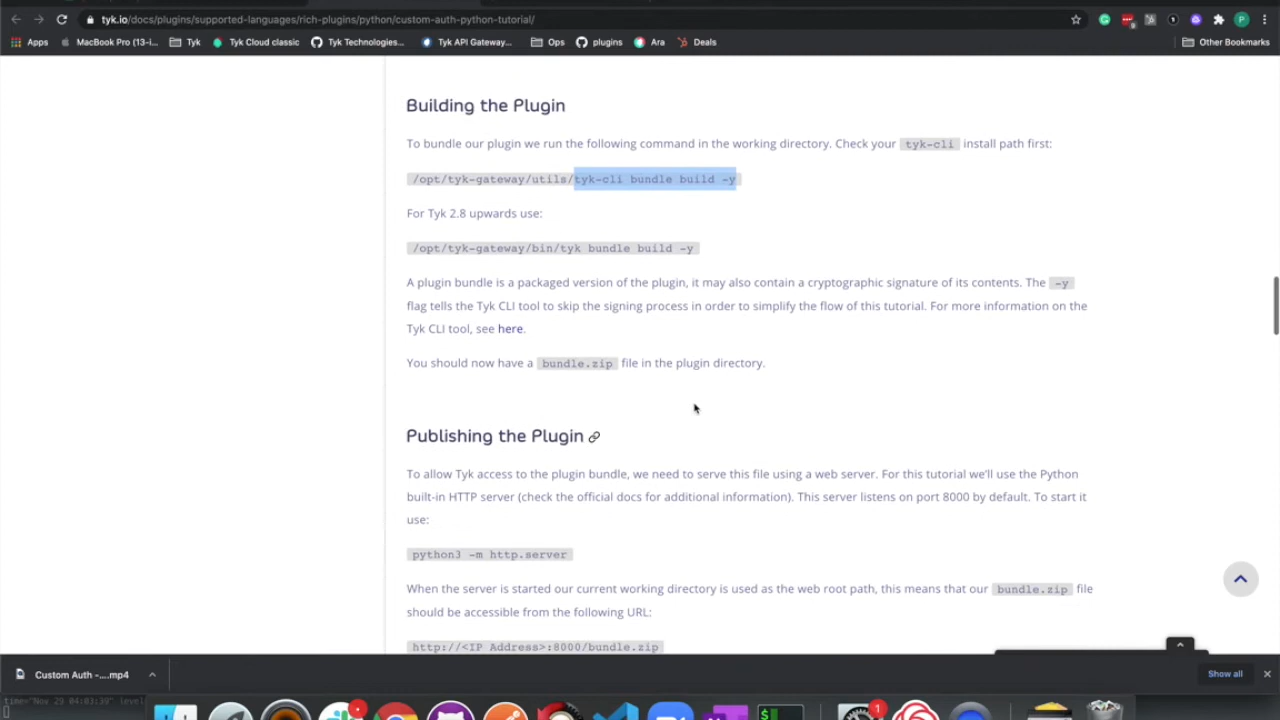 tyk.io/docs/plugins/supported-languages/rich-plugins/python/custom-auth-python-tutorial/
Apps MacBook Pro (13-i... Tyk Tyk Cloud classic Tyk Technologies... Tyk API Gateway... Ops plugins Ara Deals Other Bookmarks
Building the Plugin
To bundle our plugin we run the following command in the working directory. Check your tyk-cli install path first:
/opt/tyk-gateway/utils/tyk-cli bundle build -y
For Tyk 2.8 upwards use:
/opt/tyk-gateway/bin/tyk bundle build -y
A plugin bundle is a packaged version of the plugin, it may also contain a cryptographic signature of its contents. The -y
flag tells the Tyk CLI tool to skip the signing process in order to simplify the flow of this tutorial. For more information on the
Tyk CLI tool, see here.
You should now have a bundle.zip file in the plugin directory.
Publishing the Plugin
To allow Tyk access to the plugin bundle, we need to serve this file using a web server. For this tutorial we'll use the Python
built-in HTTP server (check the official docs for additional information). This server listens on port 8000 by default. To start it
use:
python3 -m http.server
When the server is started our current working directory is used as the web root path, this means that our bundle.zip file
should be accessible from the following URL:
http://<IP Address>:8000/bundle.zip
Custom Auth -....mp4 Show all
time="Nov 29 04:03:39" level
1